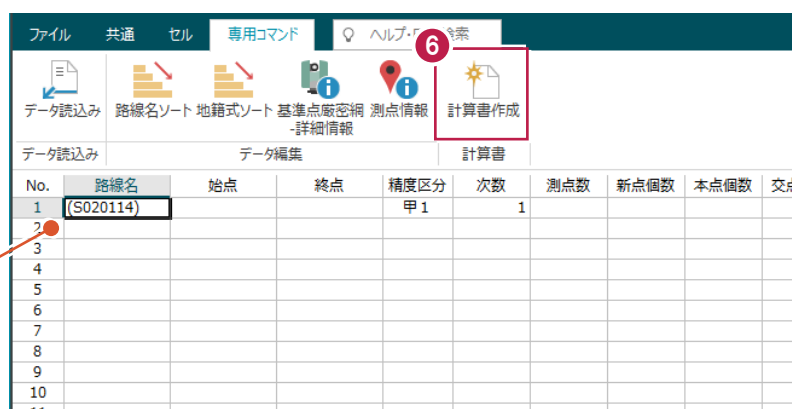 ファイル 共通 セル 専用コマンド ヘルプ・ 索
6
データ読込み 路線名ソート 地籍式ソート 基準点厳密網 測点情報 計算書作成
-詳細情報
データ読込み データ編集 計算書
No. 路線名 始点 終点 精度区分 次数 測点数 新点個数 本点個数 交点
1 (S020114) 甲1 1
2
3
4
5
6
7
8
9
10